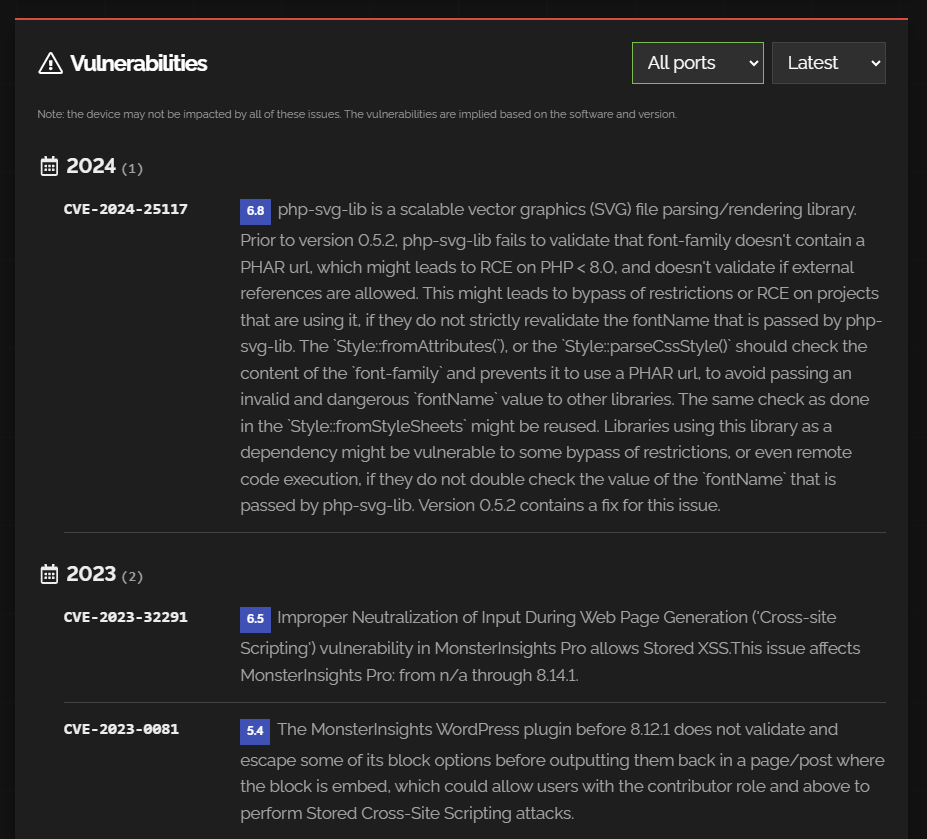 Vulnerabilities
All ports
Latest
Note: the device may not be impacted by all of these issues. The vulnerabilities are implied based on the software and version.
2024 (1)
CVE-2024-25117
6.8 php-svg-lib is a scalable vector graphics (SVG) file parsing/rendering library.
Prior to version 0.5.2, php-svg-lib fails to validate that font-family doesn't contain a
PHAR url, which might leads to RCE on PHP < 8.0, and doesn't validate if external
references are allowed. This might leads to bypass of restrictions or RCE on projects
that are using it, if they do not strictly revalidate the fontName that is passed by php-
svg-lib. The `Style::fromAttributes(`), or the `Style::parseCssStyle()` should check the
content of the `font-family` and prevents it to use a PHAR url, to avoid passing an
invalid and dangerous `fontName` value to other libraries. The same check as done
in the `Style::fromStyleSheets` might be reused. Libraries using this library as a
dependency might be vulnerable to some bypass of restrictions, or even remote
code execution, if they do not double check the value of the `fontName` that is
passed by php-svg-lib. Version 0.5.2 contains a fix for this issue.
2023 (2)
CVE-2023-32291
6.5 Improper Neutralization of Input During Web Page Generation ('Cross-site
Scripting') vulnerability in MonsterInsights Pro allows Stored XSS.This issue affects
MonsterInsights Pro: from n/a through 8.14.1.
CVE-2023-0081
5.4 The MonsterInsights WordPress plugin before 8.12.1 does not validate and
escape some of its block options before outputting them back in a page/post where
the block is embed, which could allow users with the contributor role and above to
perform Stored Cross-Site Scripting attacks.